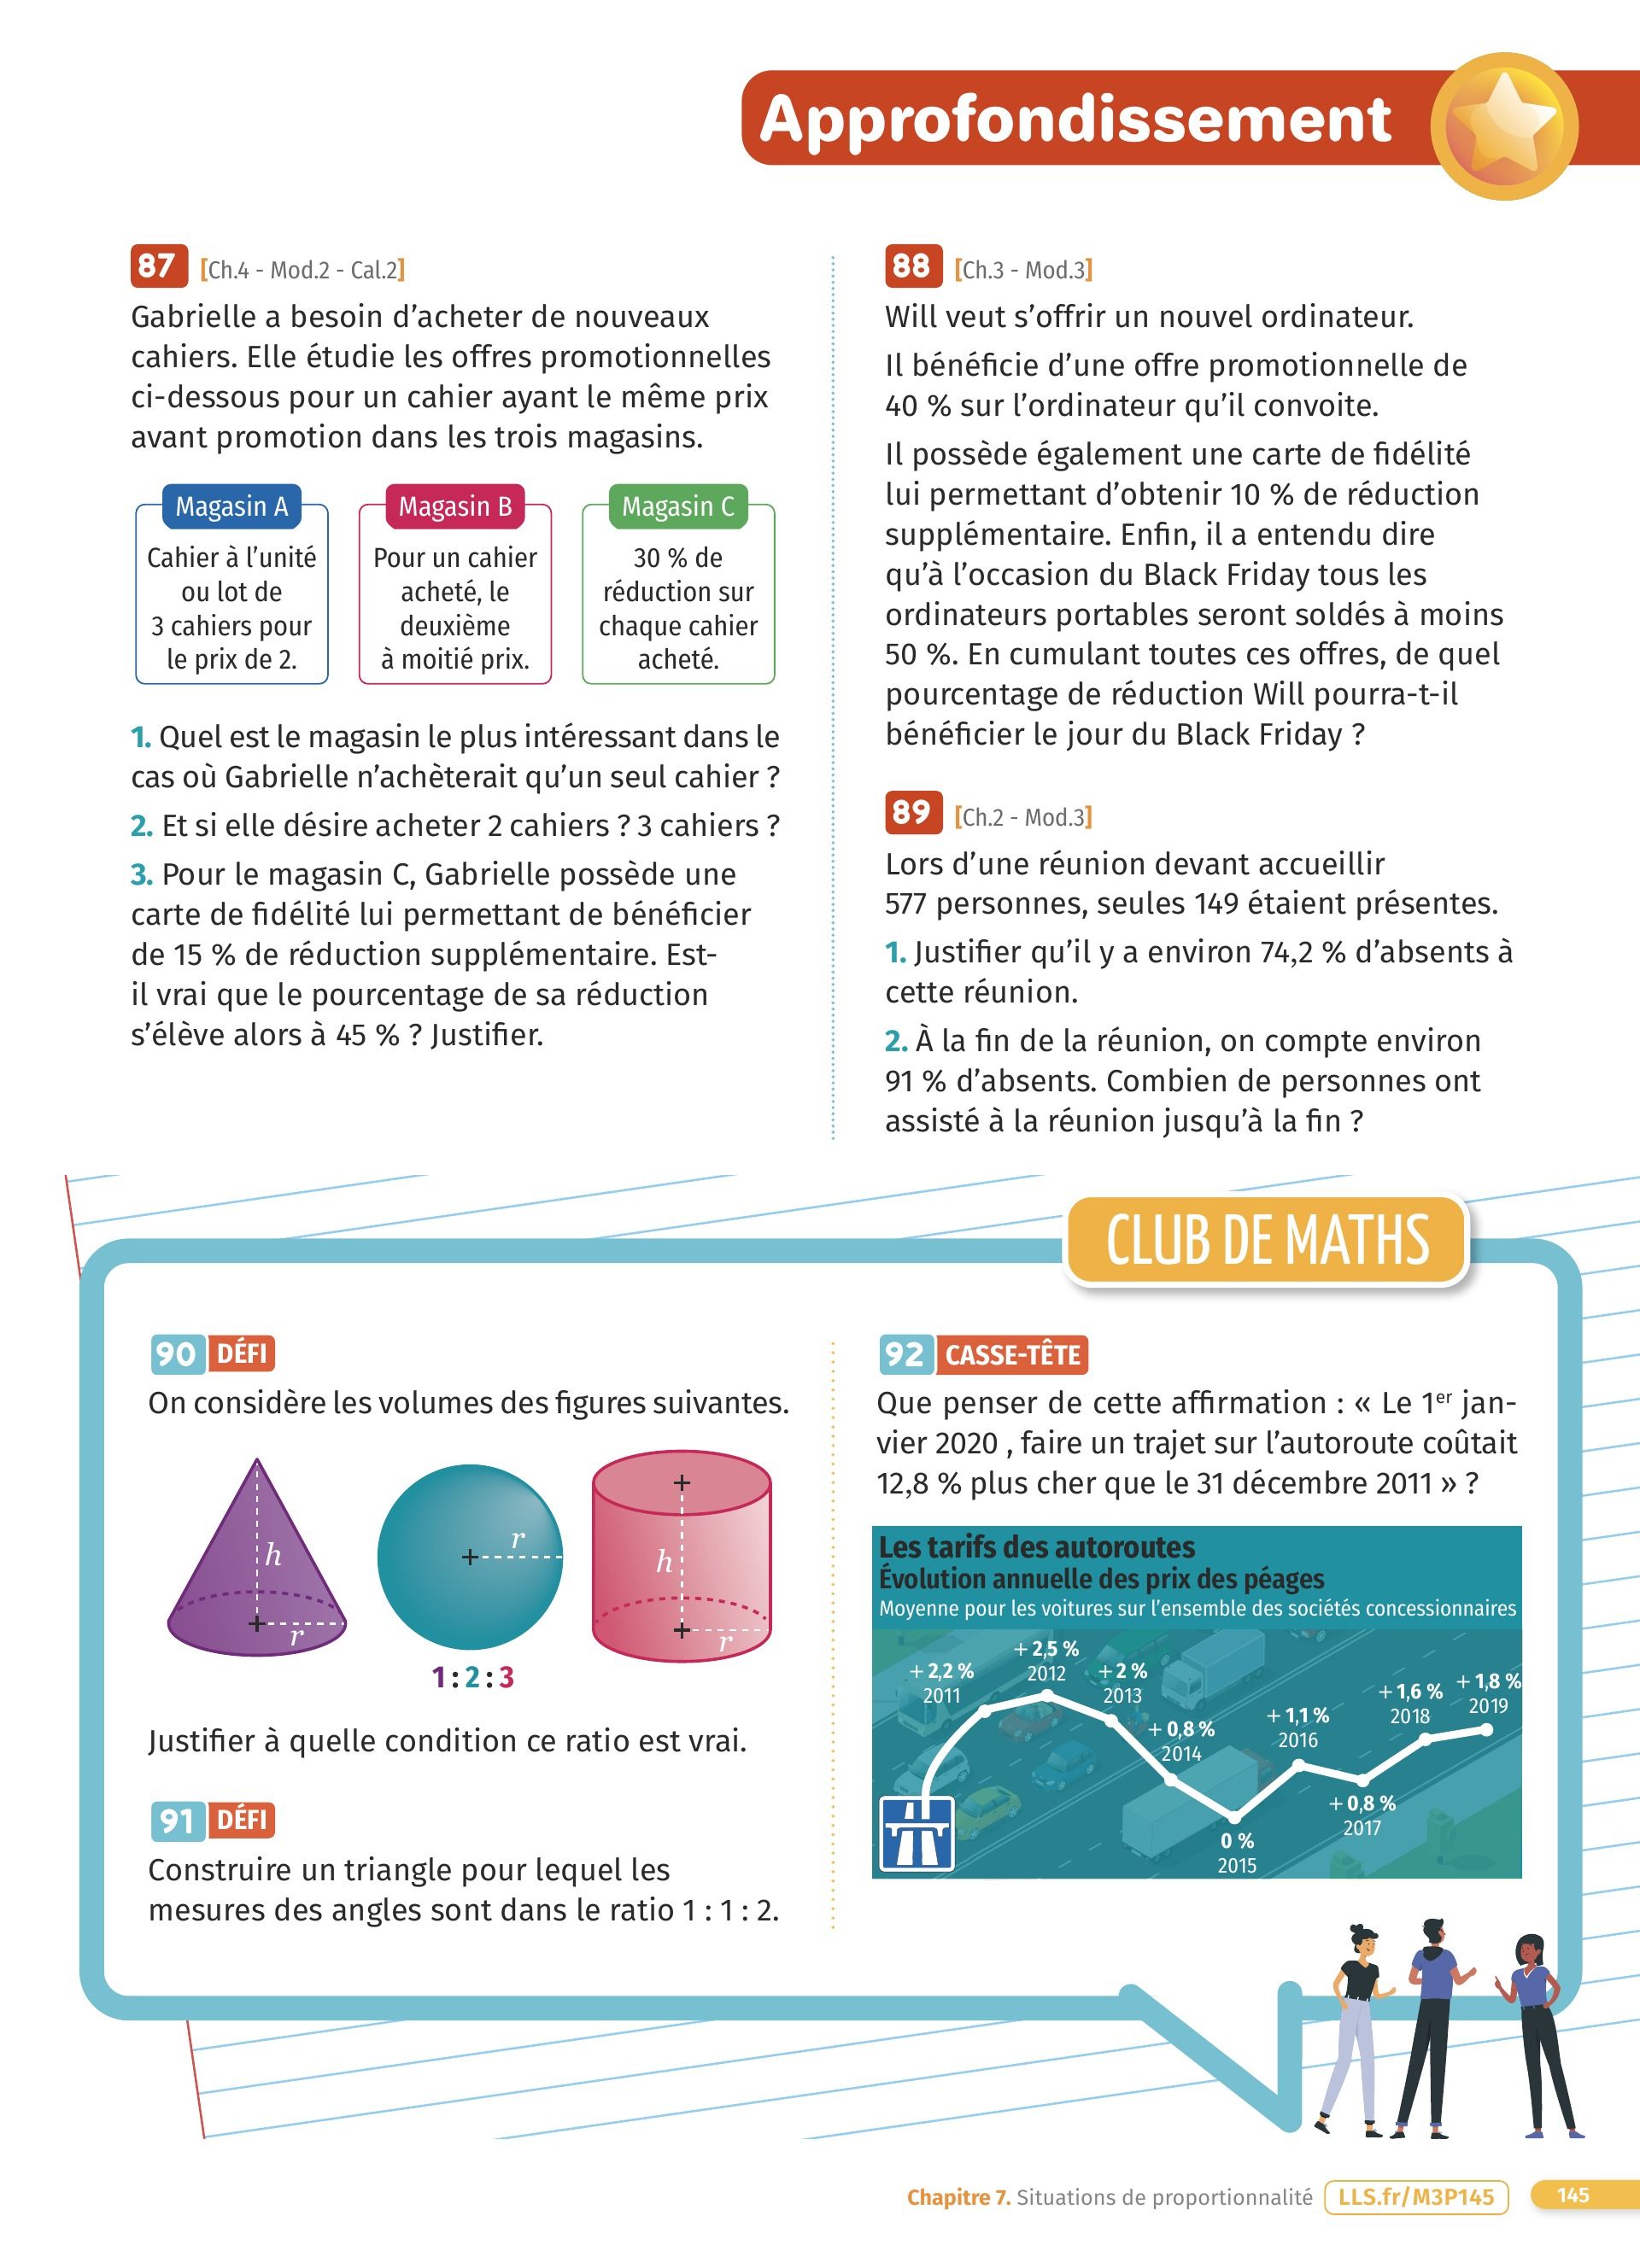 Approfondissement
87 [Ch.4 - Mod.2 - Cal.2]
Gabrielle a besoin d’acheter de nouveaux
cahiers. Elle étudie les offres promotionnelles
ci-dessous pour un cahier ayant le même prix
avant promotion dans les trois magasins.
Magasin A
Cahier à l’unité
ou lot de
3 cahiers pour
le prix de 2.
Magasin B
Pour un cahier
acheté, le
deuxième
à moitié prix.
Magasin C
30 % de
réduction sur
chaque cahier
acheté.
1. Quel est le magasin le plus intéressant dans le
cas où Gabrielle n’achèterait qu’un seul cahier ?
2. Et si elle désire acheter 2 cahiers ? 3 cahiers ?
3. Pour le magasin C, Gabrielle possède une
carte de fidélité lui permettant de bénéficier
de 15 % de réduction supplémentaire. Est-
il vrai que le pourcentage de sa réduction
s’élève alors à 45 % ? Justifier.
88 [Ch.3 - Mod.3]
Will veut s’offrir un nouvel ordinateur.
Il bénéficie d’une offre promotionnelle de
40 % sur l’ordinateur qu’il convoite.
Il possède également une carte de fidélité
lui permettant d’obtenir 10 % de réduction
supplémentaire. Enfin, il a entendu dire
qu’à l’occasion du Black Friday tous les
ordinateurs portables seront soldés à moins
50 %. En cumulant toutes ces offres, de quel
pourcentage de réduction Will pourra-t-il
bénéficier le jour du Black Friday ?
89 [Ch.2 - Mod.3]
Lors d’une réunion devant accueillir
577 personnes, seules 149 étaient présentes.
1. Justifier qu’il y a environ 74,2 % d’absents à
cette réunion.
2. À la fin de la réunion, on compte environ
91 % d’absents. Combien de personnes ont
assisté à la réunion jusqu’à la fin ?
CLUB DE MATHS
90 DÉFI
On considère les volumes des figures suivantes.
h
r
r
h
r
1 : 2 : 3
Justifier à quelle condition ce ratio est vrai.
91 DÉFI
Construire un triangle pour lequel les
mesures des angles sont dans le ratio 1 : 1 : 2.
92 CASSE-TÊTE
Que penser de cette affirmation : « Le 1er jan-
vier 2020 , faire un trajet sur l’autoroute coûtait
12,8 % plus cher que le 31 décembre 2011 » ?
Les tarifs des autoroutes
Évolution annuelle des prix des péages
Moyenne pour les voitures sur l’ensemble des sociétés concessionnaires
+ 2,2 %
2011
+ 2,5 %
2012
+ 2 %
2013
+ 0,8 %
2014
0 %
2015
+ 1,1 %
2016
+ 0,8 %
2017
+ 1,6 %
2018
+ 1,8 %
2019
Chapitre 7. Situations de proportionnalité LLS.fr/M3P145 145